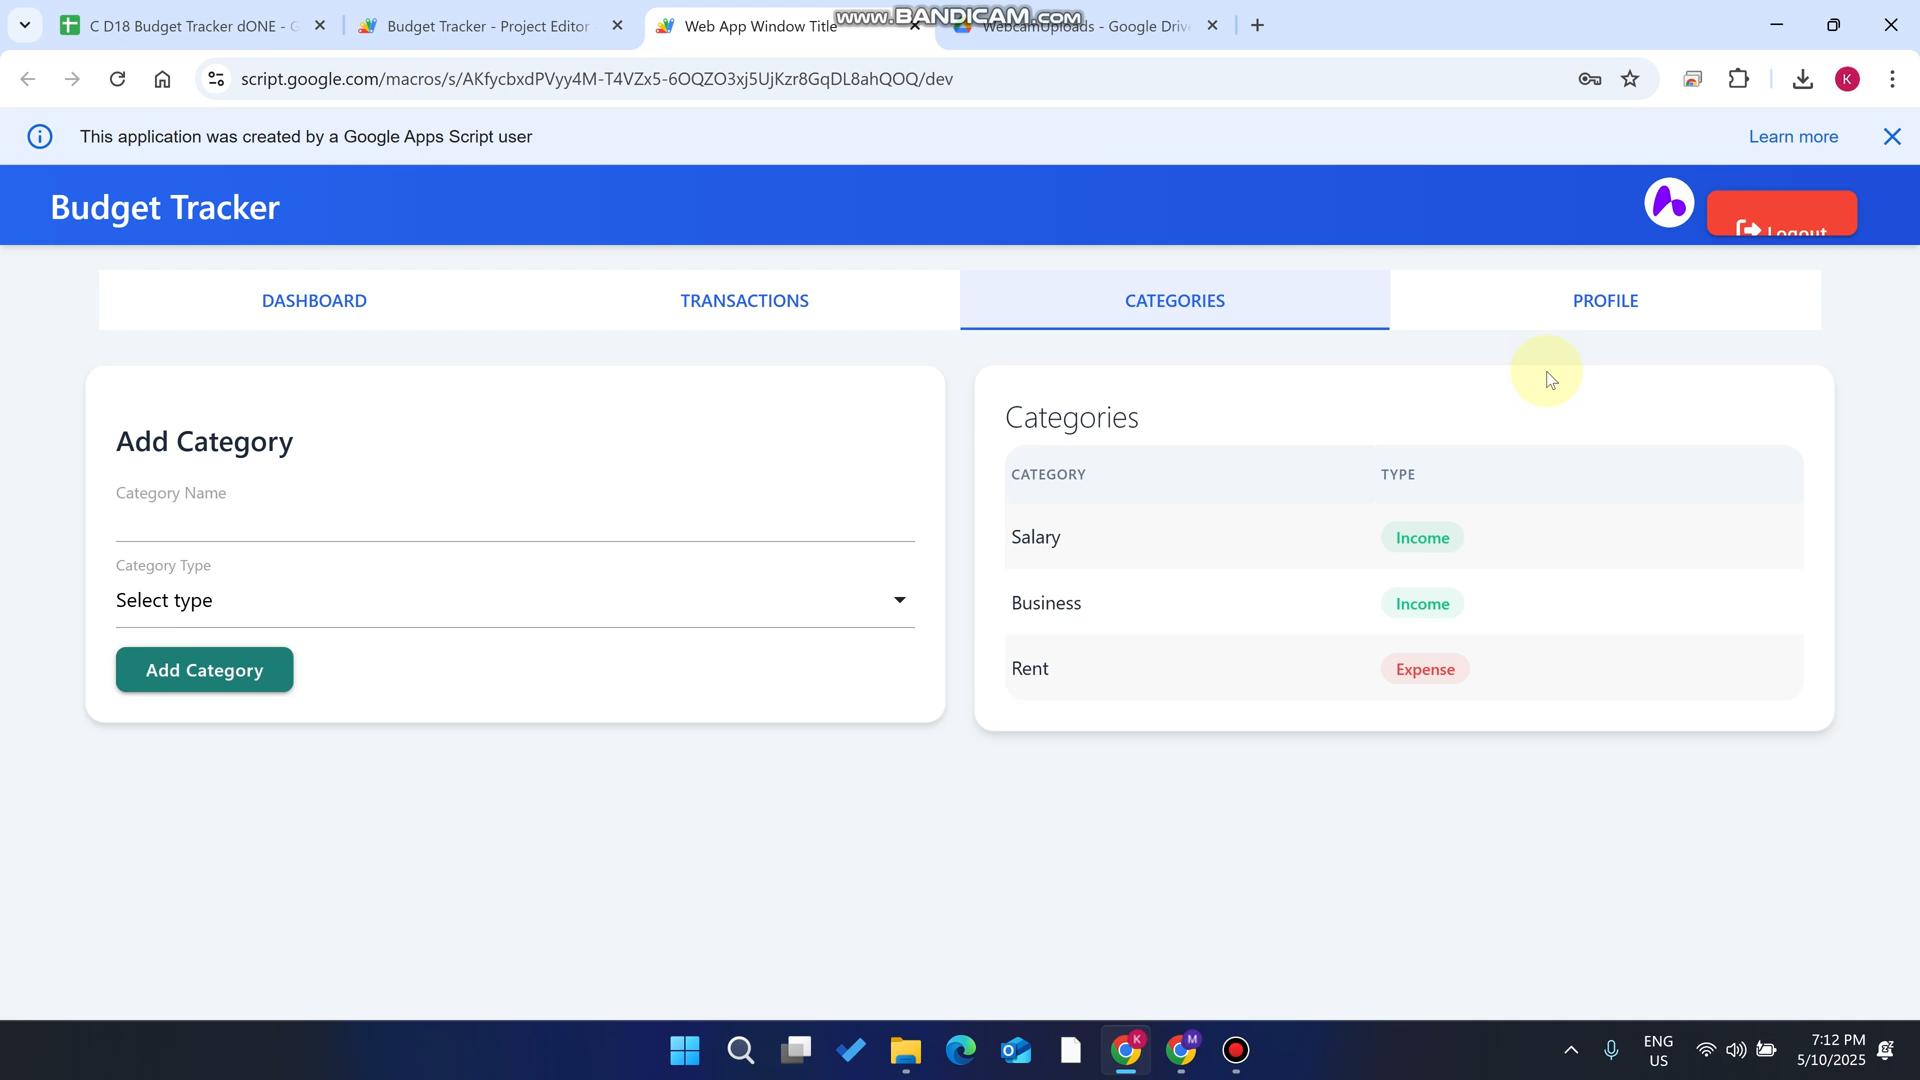 C D18 Budget Tracker dONE - G
Budget Tracker - Project Editor
Web App Window Title
www.BANDICAM.com
WebcamUploads - Google Driv
script.google.com/macros/s/AKfycbxdPVyy4M-T4VZx5-6OQZO3xj5UjKzr8GqDL8ahQOQ/dev
K
This application was created by a Google Apps Script user
Learn more
Budget Tracker
Logout
DASHBOARD
TRANSACTIONS
CATEGORIES
PROFILE
Add Category
Category Name
Category Type
Select type
Add Category
Categories
CATEGORY
TYPE
Salary
Income
Business
Income
Rent
Expense
K
M
ENG
US
7:12 PM
5/10/2025